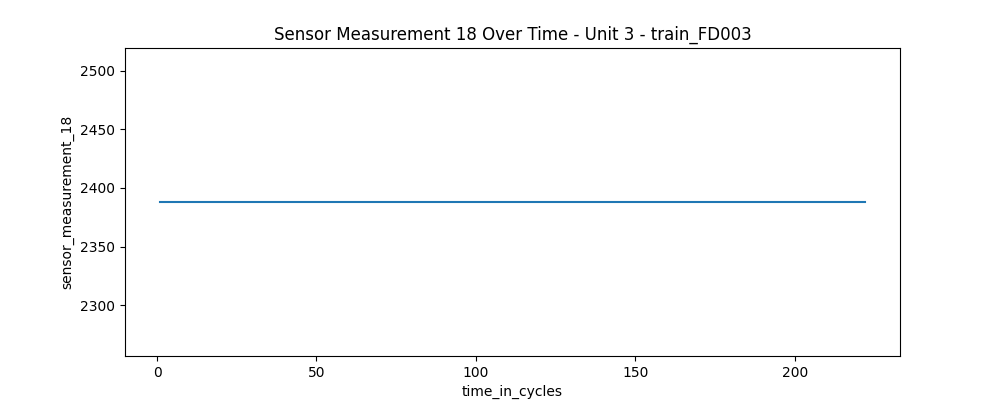 Sensor Measurement 18 Over Time - Unit 3 - train_FD003
sensor_measurement_18
2500
2450
2400
2350
2300
0 50 100 150 200
time_in_cycles